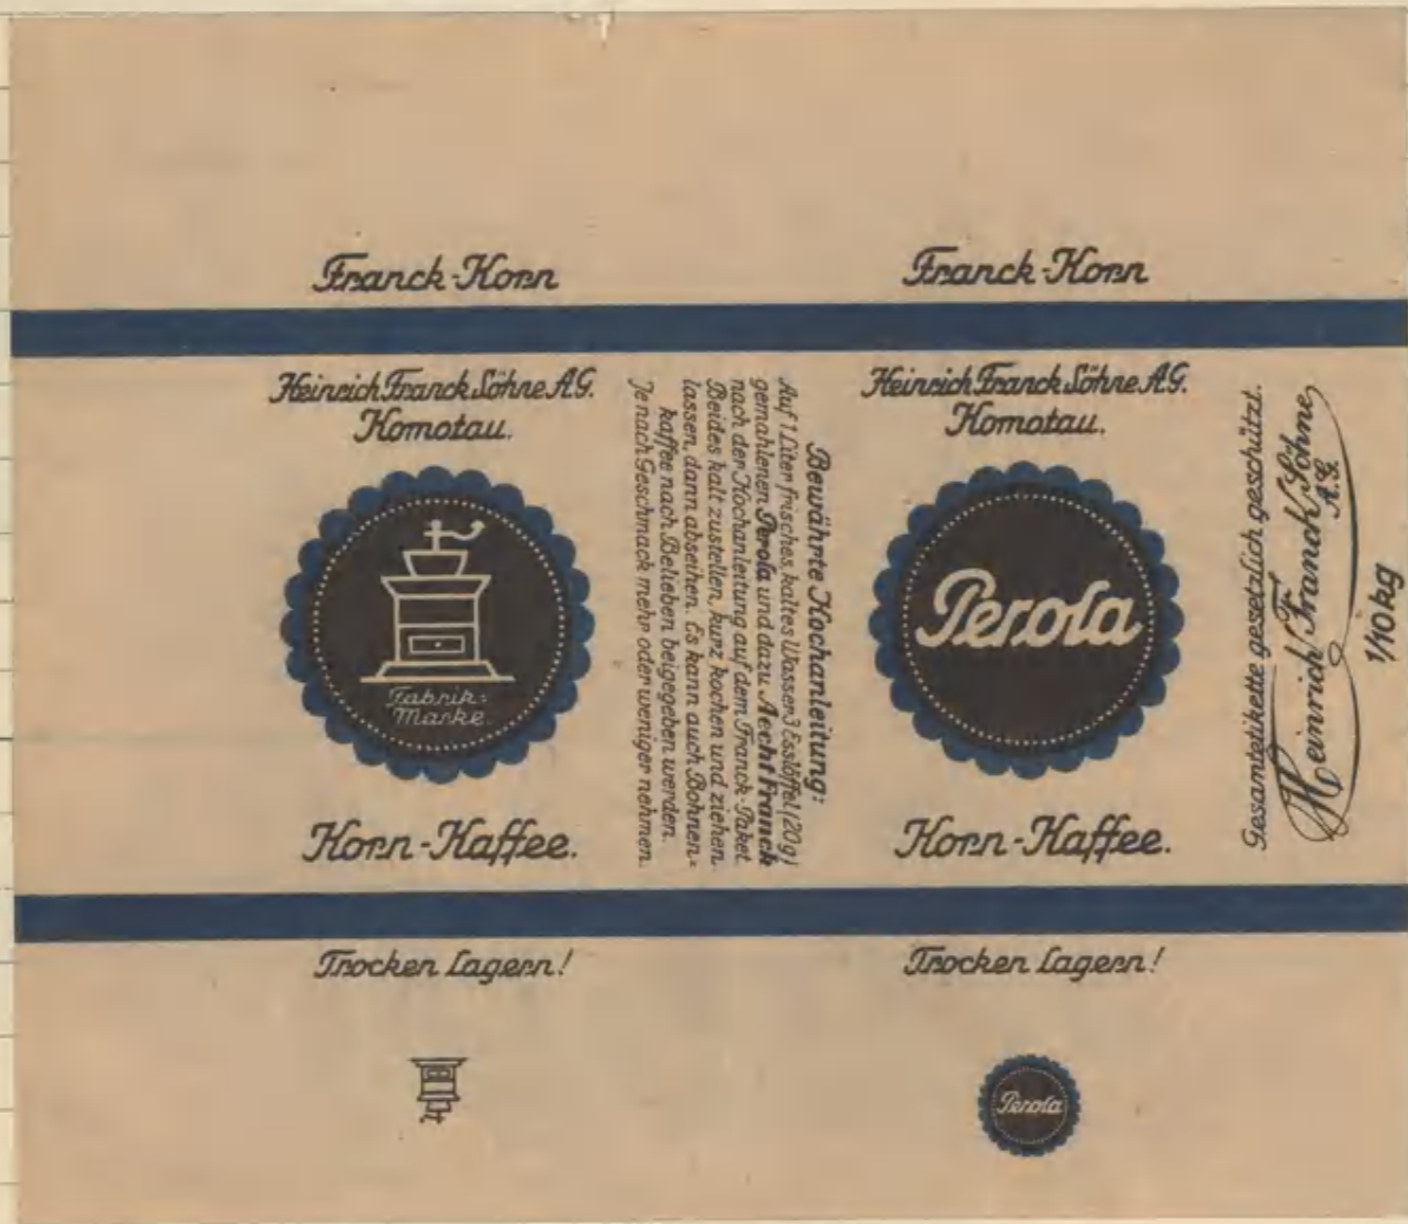 Franck-Korn
Heinrich Franck Söhne A.G.
Komotau.
Fabrik-
Marke.
Korn-Kaffee.
Trocken lagern!
Bewährte Kochanleitung:
Auf 1 Liter frisches, kaltes Wasser 3 Esslöffel (20g)
gemahlenen Perola und dazu Aecht Franck
nach der Kochanleitung auf dem Franck-Paket.
Beides kalt zustellen, kurz kochen und ziehen
lassen, dann abseihen. Es kann auch Bohnen-
kaffee nach Belieben beigegeben werden.
Je nach Geschmack mehr oder weniger nehmen.
Franck-Korn
Heinrich Franck Söhne A.G.
Komotau.
Perola
Korn-Kaffee.
Trocken lagern!
Perola
Gesamtetikette gesetzlich geschützt.
Heinrich Franck Söhne
A.G.
1/10 kg